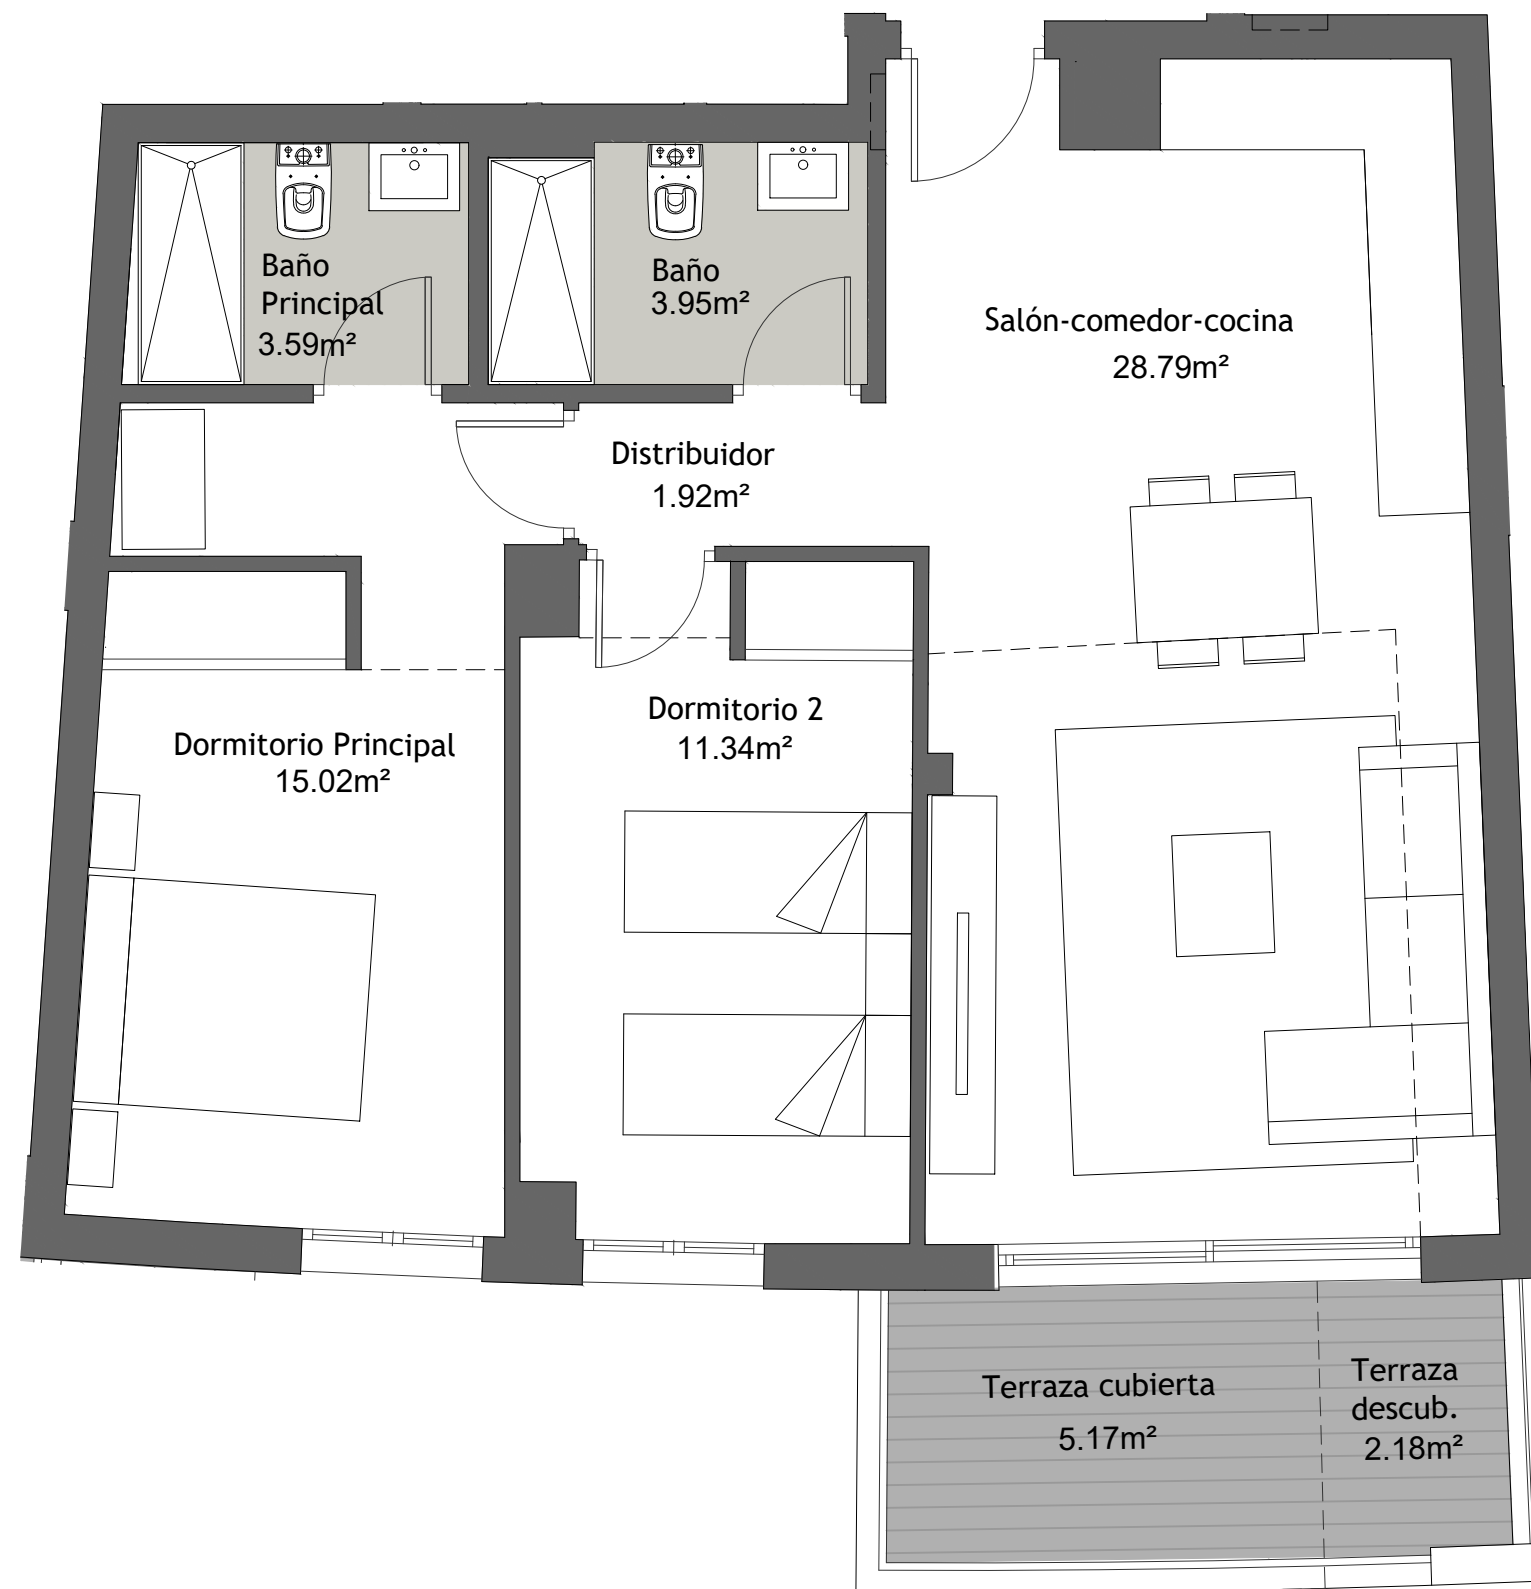 Baño
Principal
3.59m²
Baño
3.95m²
Salón-comedor-cocina
28.79m²
Distribuidor
1.92m²
Dormitorio Principal
15.02m²
Dormitorio 2
11.34m²
Terraza cubierta
5.17m²
Terraza
descub.
2.18m²